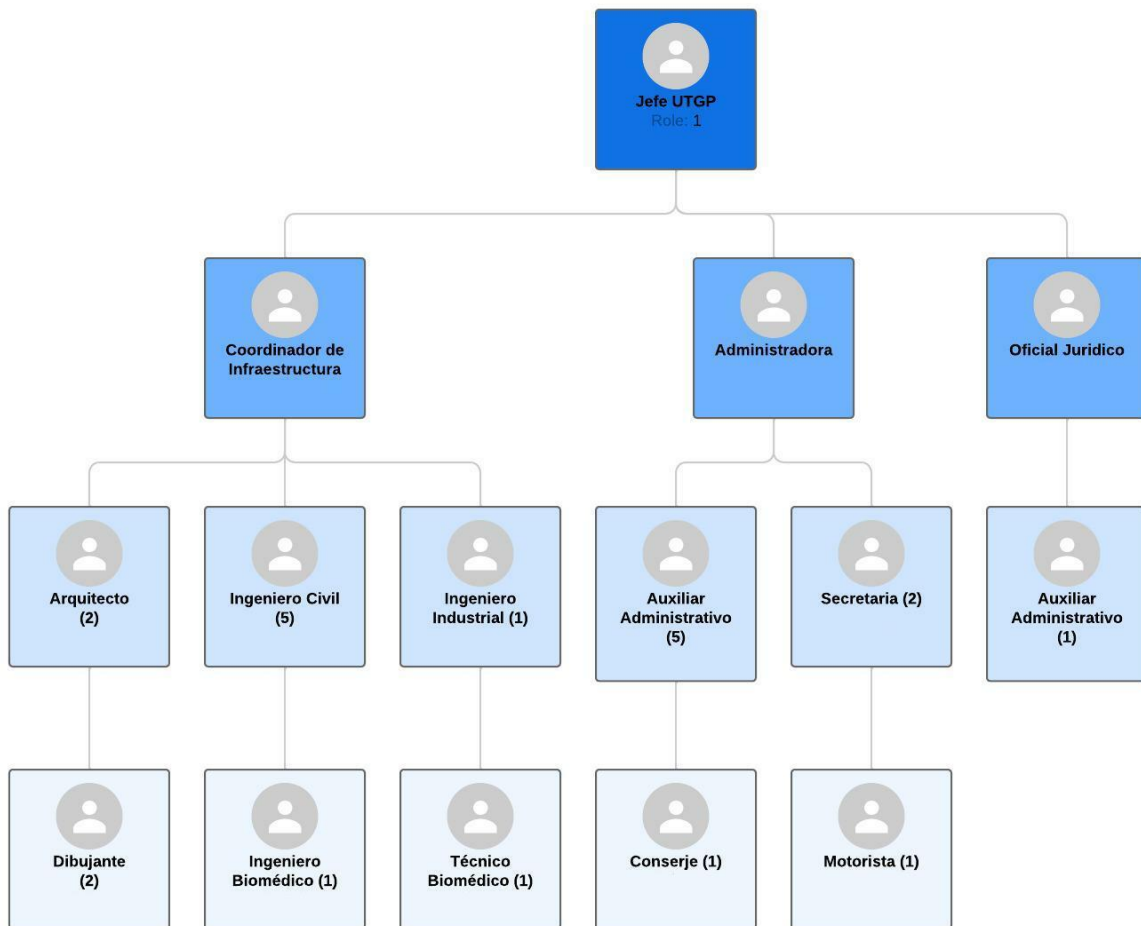 Jefe UTGP
Role: 1
Coordinador de
Infraestructura
Administradora
Oficial Juridico
Arquitecto
(2)
Ingeniero Civil
(5)
Ingeniero
Industrial (1)
Auxiliar
Administrativo
(5)
Secretaria (2)
Auxiliar
Administrativo
(1)
Dibujante
(2)
Ingeniero
Biomédico (1)
Técnico
Biomédico (1)
Conserje (1)
Motorista (1)